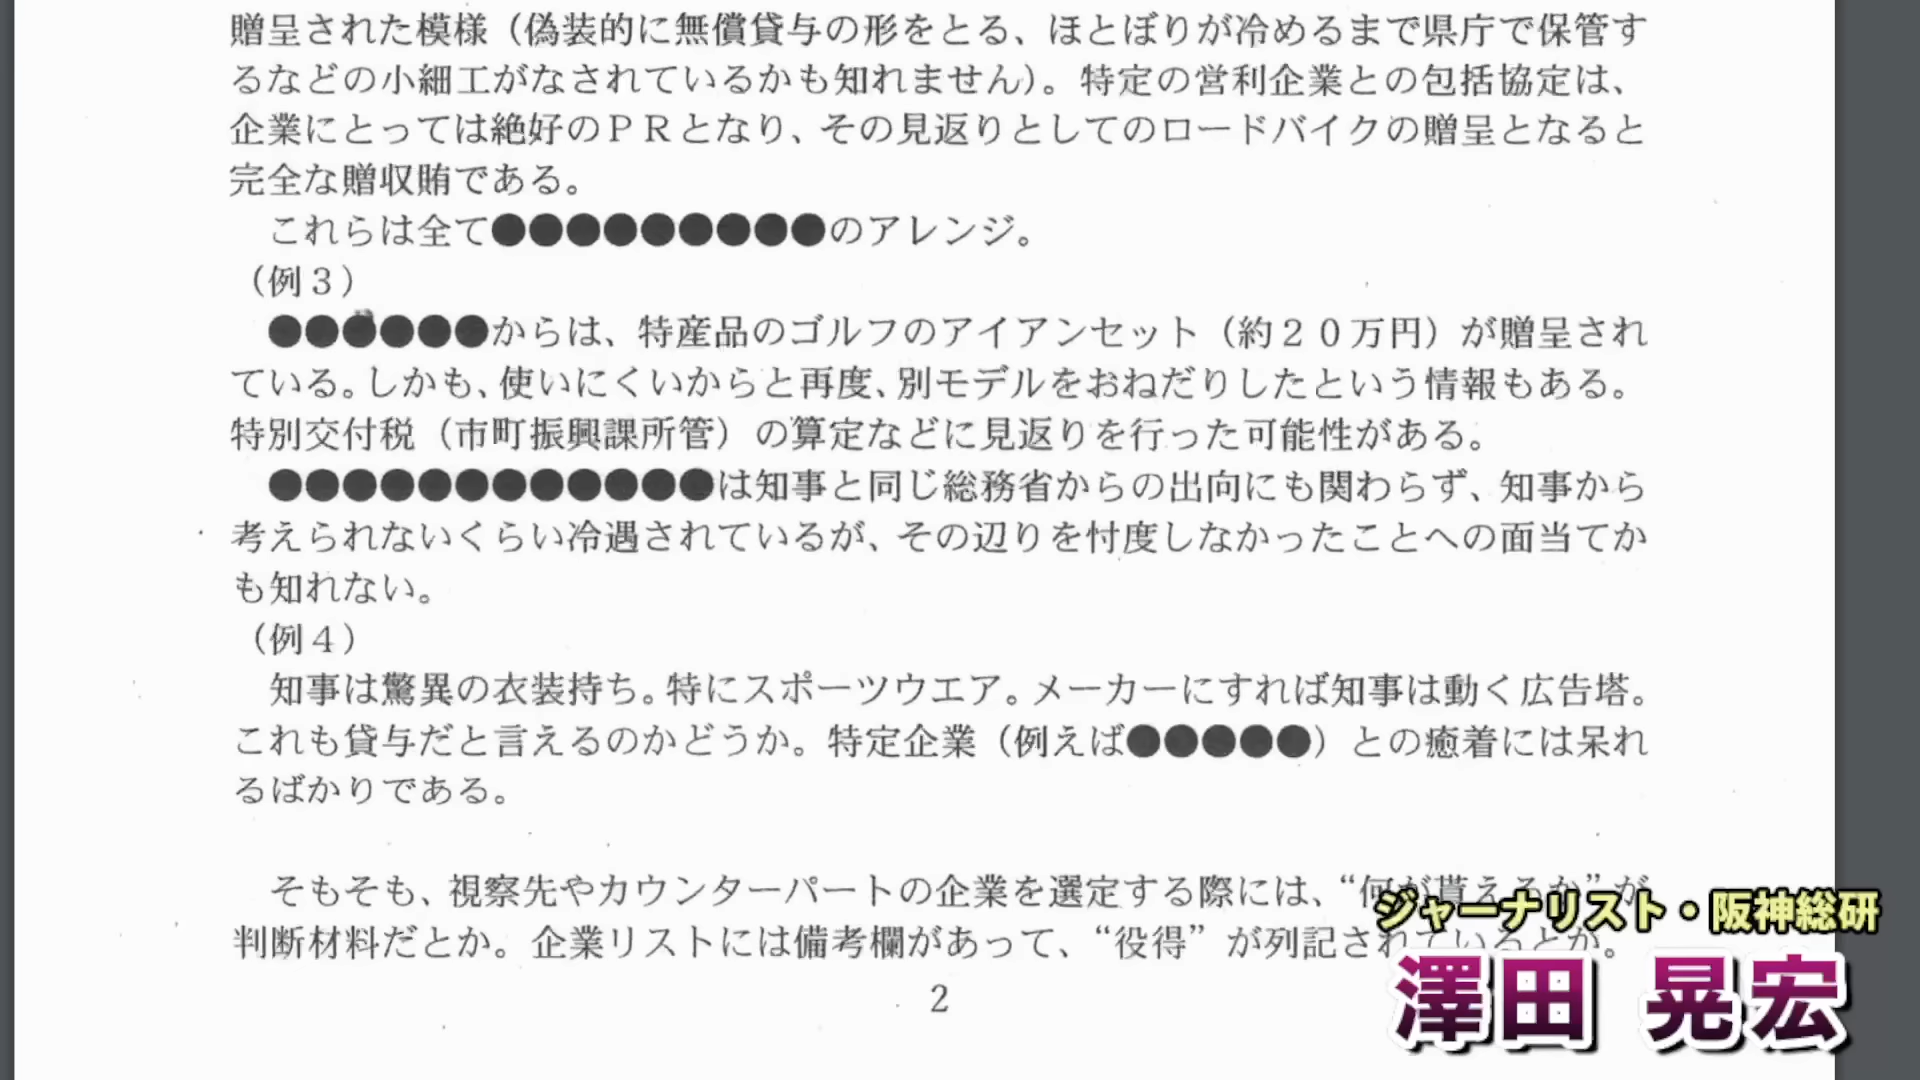 贈呈された模様（偽装的に無償貸与の形をとる、ほとぼりが冷めるまで県庁で保管す
るなどの小細工がなされているかも知れません）。特定の営利企業との包括協定は、
企業にとっては絶好のＰＲとなり、その見返りとしてのロードバイクの贈呈となると
完全な贈収賄である。
これらは全て●●●●●●●●●のアレンジ。
（例３）
●●●●●●からは、特産品のゴルフのアイアンセット（約２０万円）が贈呈され
ている。しかも、使いにくいからと再度、別モデルをおねだりしたという情報もある。
特別交付税（市町振興課所管）の算定などに見返りを行った可能性がある。
●●●●●●●●●●●●は知事と同じ総務省からの出向にも関わらず、知事から
考えられないくらい冷遇されているが、その辺りを忖度しなかったことへの面当てか
も知れない。
（例４）
知事は驚異の衣装持ち。特にスポーツウエア。メーカーにすれば知事は動く広告塔。
これも貸与だと言えるのかどうか。特定企業（例えば●●●●●）との癒着には呆れ
るばかりである。
そもそも、視察先やカウンターパートの企業を選定する際には、“何が貰えるか”が
判断材料だとか。企業リストには備考欄があって、“役得”が列記されているとか。
2
ジャーナリスト・阪神総研
澤田 晃宏